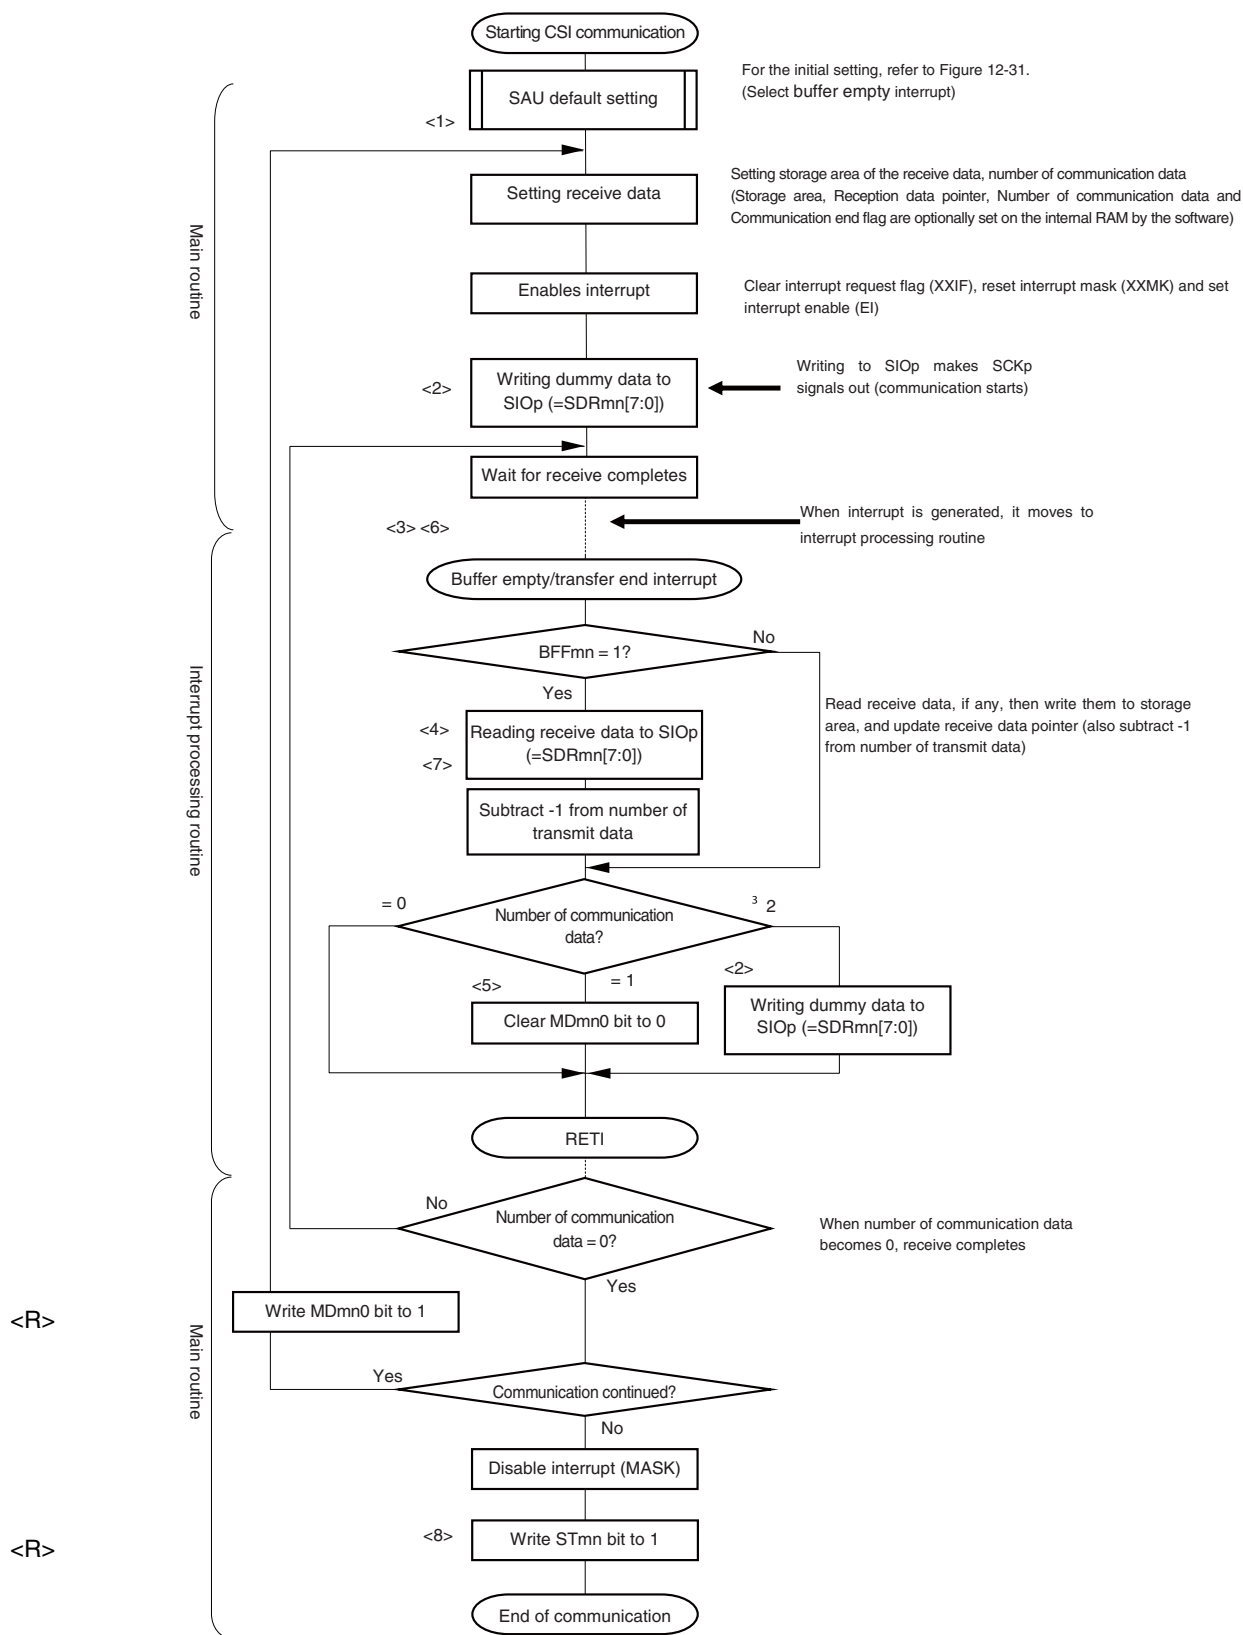 Starting CSI communication
For the initial setting, refer to Figure 12-31.
(Select buffer empty interrupt)
SAU default setting
<1>
Setting storage area of the receive data, number of communication data
(Storage area, Reception data pointer, Number of communication data and
Communication end flag are optionally set on the internal RAM by the software)
Setting receive data
Main routine
Enables interrupt
Clear interrupt request flag (XXIF), reset interrupt mask (XXMK) and set
interrupt enable (EI)
Writing to SIOp makes SCKp
signals out (communication starts)
<2>
Writing dummy data to
SIOp (=SDRmn[7:0])
Wait for receive completes
<3> <6>
When interrupt is generated, it moves to
interrupt processing routine
Buffer empty/transfer end interrupt
BFFmn = 1?
No
Yes
Interrupt processing routine
Read receive data, if any, then write them to storage
area, and update receive data pointer (also subtract -1
from number of transmit data)
<4>
<7>
Reading receive data to SIOp
(=SDRmn[7:0])
Subtract -1 from number of
transmit data
= 0
Number of communication
data?
3 2
= 1
<5>
<2>
Clear MDmn0 bit to 0
Writing dummy data to
SIOp (=SDRmn[7:0])
RETI
No
Number of communication
data = 0?
Yes
When number of communication data
becomes 0, receive completes
<R>
Write MDmn0 bit to 1
Main routine
Yes
Communication continued?
No
Disable interrupt (MASK)
<R>
<8>
Write STmn bit to 1
End of communication